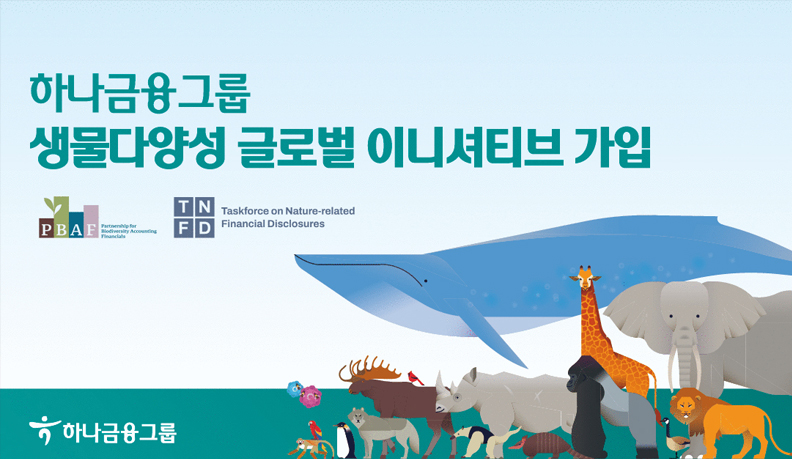 하나금융그룹
생물다양성 글로벌 이니셔티브 가입
PBAF
Partnership for
Biodiversity Accounting
Financials
TN
FD
Taskforce on Nature-related
Financial Disclosures
하나금융그룹